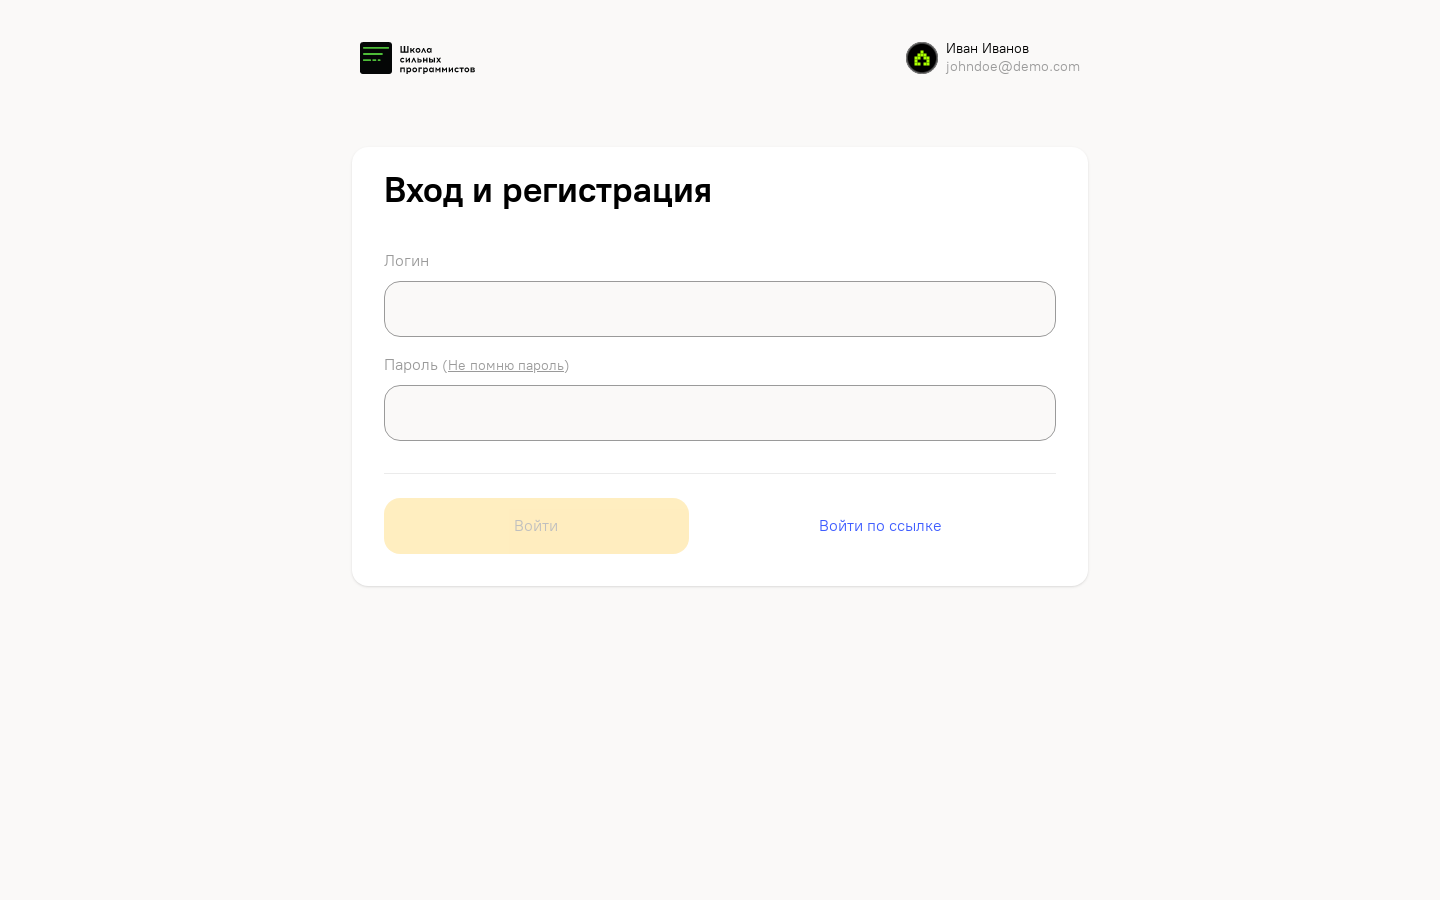 Школа
сильных
программистов
Иван Иванов
johndoe@demo.com
Вход и регистрация
Логин
Пароль (Не помню пароль)
Войти
Войти по ссылке